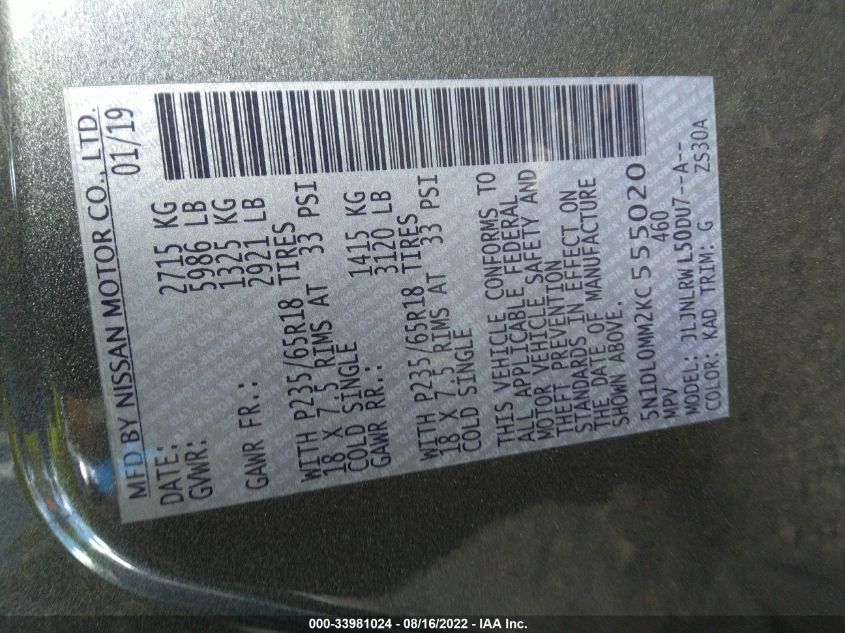 MFD BY NISSAN MOTOR CO., LTD.
DATE: 01/19
GVWR: 2715 KG
5986 LB
GAWR FR.: 1325 KG
2921 LB
WITH P235/65R18 TIRES
18 X 7.5 RIMS AT 33 PSI
COLD SINGLE
GAWR RR.: 1415 KG
3120 LB
WITH P235/65R18 TIRES
18 X 7.5 RIMS AT 33 PSI
COLD SINGLE
THIS VEHICLE CONFORMS TO
ALL APPLICABLE FEDERAL
MOTOR VEHICLE SAFETY AND
THEFT PREVENTION
STANDARDS IN EFFECT ON
THE DATE OF MANUFACTURE
SHOWN ABOVE.
5N1DL0MM2KC555020
MPV 460
MODEL: JLJNLRWL50DU7--A--
COLOR: KAD TRIM: G ZS30A
000-33981024 - 08/16/2022 - IAA Inc.